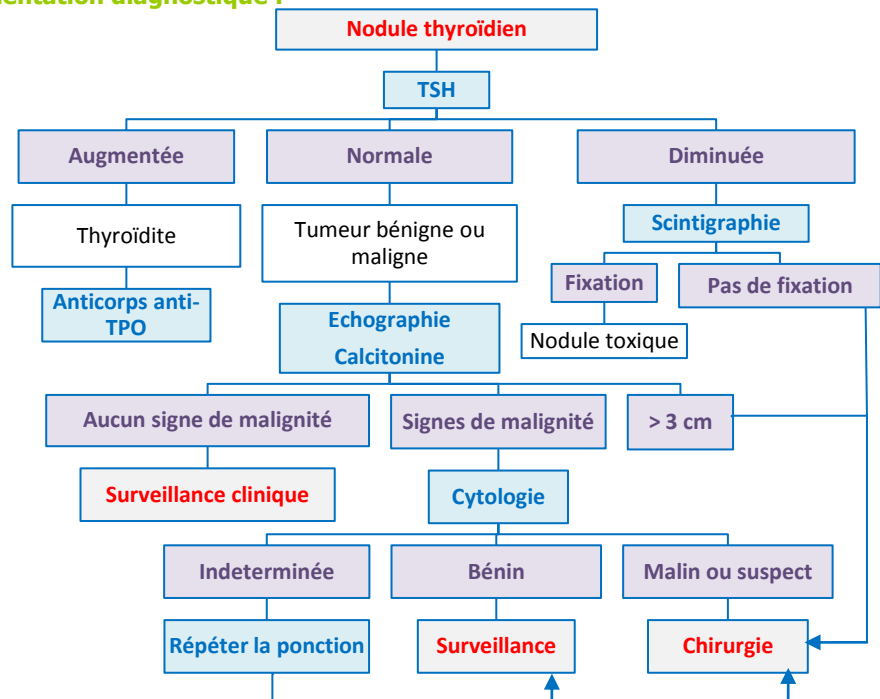 entation diagnostique :
Nodule thyroïdien
TSH
Augmentée
Normale
Diminuée
Thyroïdite
Tumeur bénigne ou
maligne
Scintigraphie
Fixation
Pas de fixation
Anticorps anti-
TPO
Echographie
Calcitonine
Nodule toxique
Aucun signe de malignité
Signes de malignité
> 3 cm
Surveillance clinique
Cytologie
Indeterminée
Bénin
Malin ou suspect
Répéter la ponction
Surveillance
Chirurgie